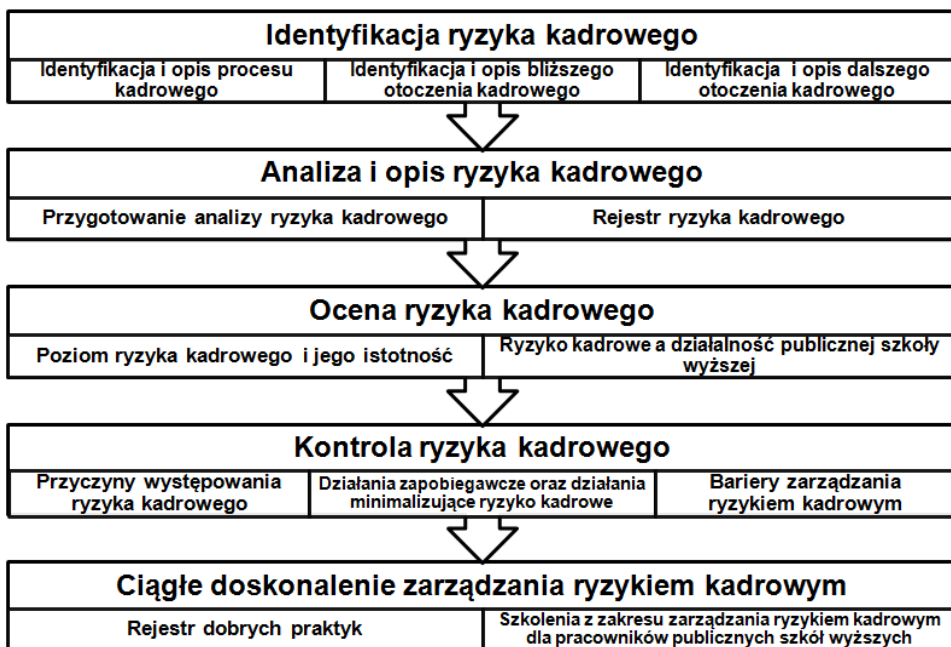 Identyfikacja ryzyka kadrowego
Identyfikacja i opis procesu
kadrowego
Identyfikacja i opis bliższego
otoczenia kadrowego
Identyfikacja i opis dalszego
otoczenia kadrowego
Analiza i opis ryzyka kadrowego
Przygotowanie analizy ryzyka kadrowego
Rejestr ryzyka kadrowego
Ocena ryzyka kadrowego
Poziom ryzyka kadrowego i jego istotność
Ryzyko kadrowe a działalność publicznej szkoły
wyższej
Kontrola ryzyka kadrowego
Przyczyny występowania
ryzyka kadrowego
Działania zapobiegawcze oraz działania
minimalizujące ryzyko kadrowe
Bariery zarządzania
ryzykiem kadrowym
Ciągłe doskonalenie zarządzania ryzykiem kadrowym
Rejestr dobrych praktyk
Szkolenia z zakresu zarządzania ryzykiem kadrowym
dla pracowników publicznych szkół wyższych